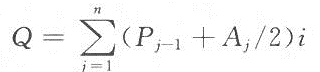 Q = \sum_{j=1}^{n} (P_{j-1} + A_j/2)i